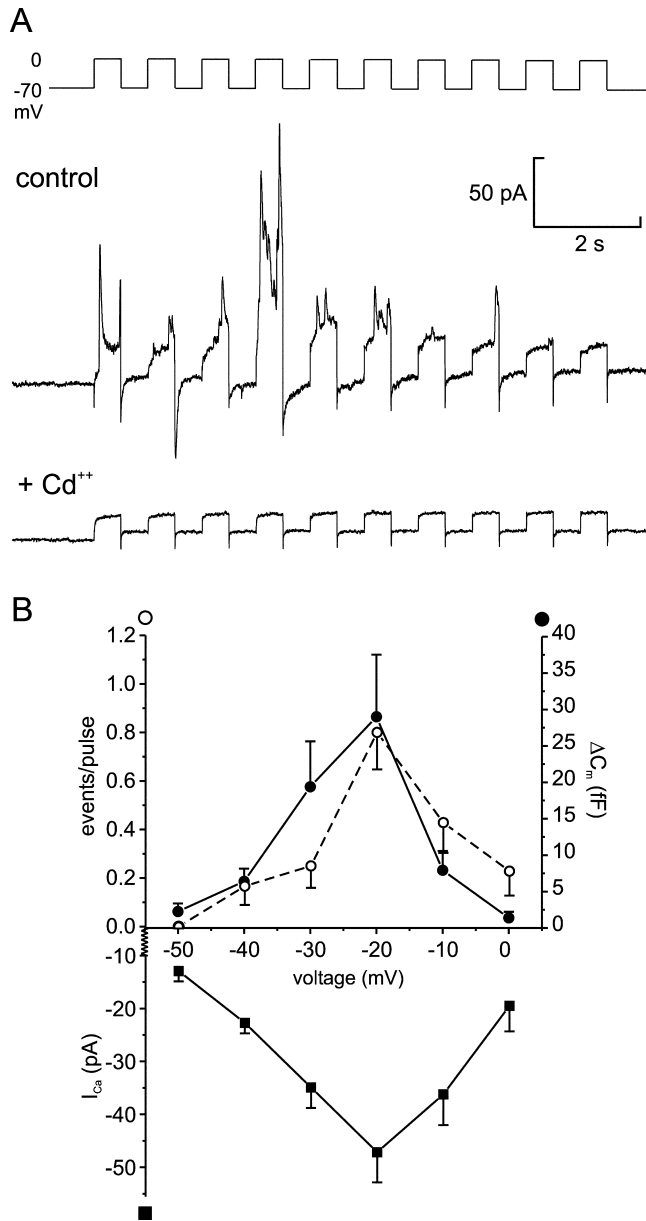 A
0
-70
mV
control
50 pA
2 s
+ Cd++
B
1.2
1.0
0.8
0.6
0.4
0.2
0.0
events/pulse
40
35
30
25
20
15
10
5
0
ΔCm (fF)
-50 -40 -30 -20 -10 0
voltage (mV)
-10
-20
-30
-40
-50
ICa (pA)